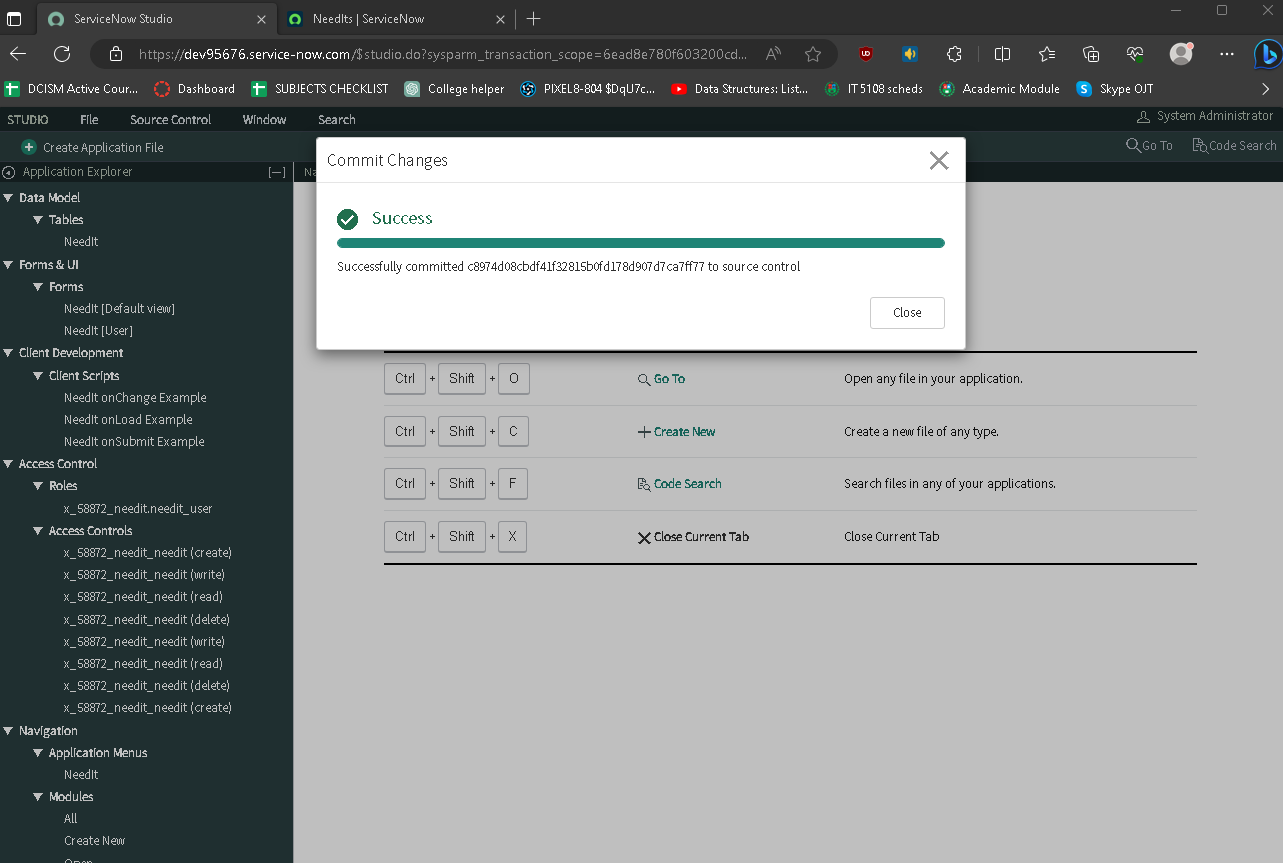 ServiceNow Studio
NeedIts | ServiceNow
https://dev95676.service-now.com/$studio.do?sysparm_transaction_scope=6ead8e780f603200cd...
DCISM Active Cour... Dashboard SUBJECTS CHECKLIST College helper PIXEL8-804 $DqU7c... Data Structures: List... IT 5108 scheds Academic Module Skype OJT
STUDIO File Source Control Window Search System Administrator
Create Application File Go To Code Search
Application Explorer [—] Na
Commit Changes
Success
Successfully committed c8974d08cbdf41f32815b0fd178d907d7ca7ff77 to source control
Close
Data Model
Tables
NeedIt
Forms & UI
Forms
NeedIt [Default view]
NeedIt [User]
Client Development
Client Scripts
NeedIt onChange Example
NeedIt onLoad Example
NeedIt onSubmit Example
Access Control
Roles
x_58872_needit.needit_user
Access Controls
x_58872_needit_needit (create)
x_58872_needit_needit (write)
x_58872_needit_needit (read)
x_58872_needit_needit (delete)
x_58872_needit_needit (write)
x_58872_needit_needit (read)
x_58872_needit_needit (delete)
x_58872_needit_needit (create)
Navigation
Application Menus
NeedIt
Modules
All
Create New
Open
Ctrl + Shift + O Go To Open any file in your application.
Ctrl + Shift + C Create New Create a new file of any type.
Ctrl + Shift + F Code Search Search files in any of your applications.
Ctrl + Shift + X Close Current Tab Close Current Tab